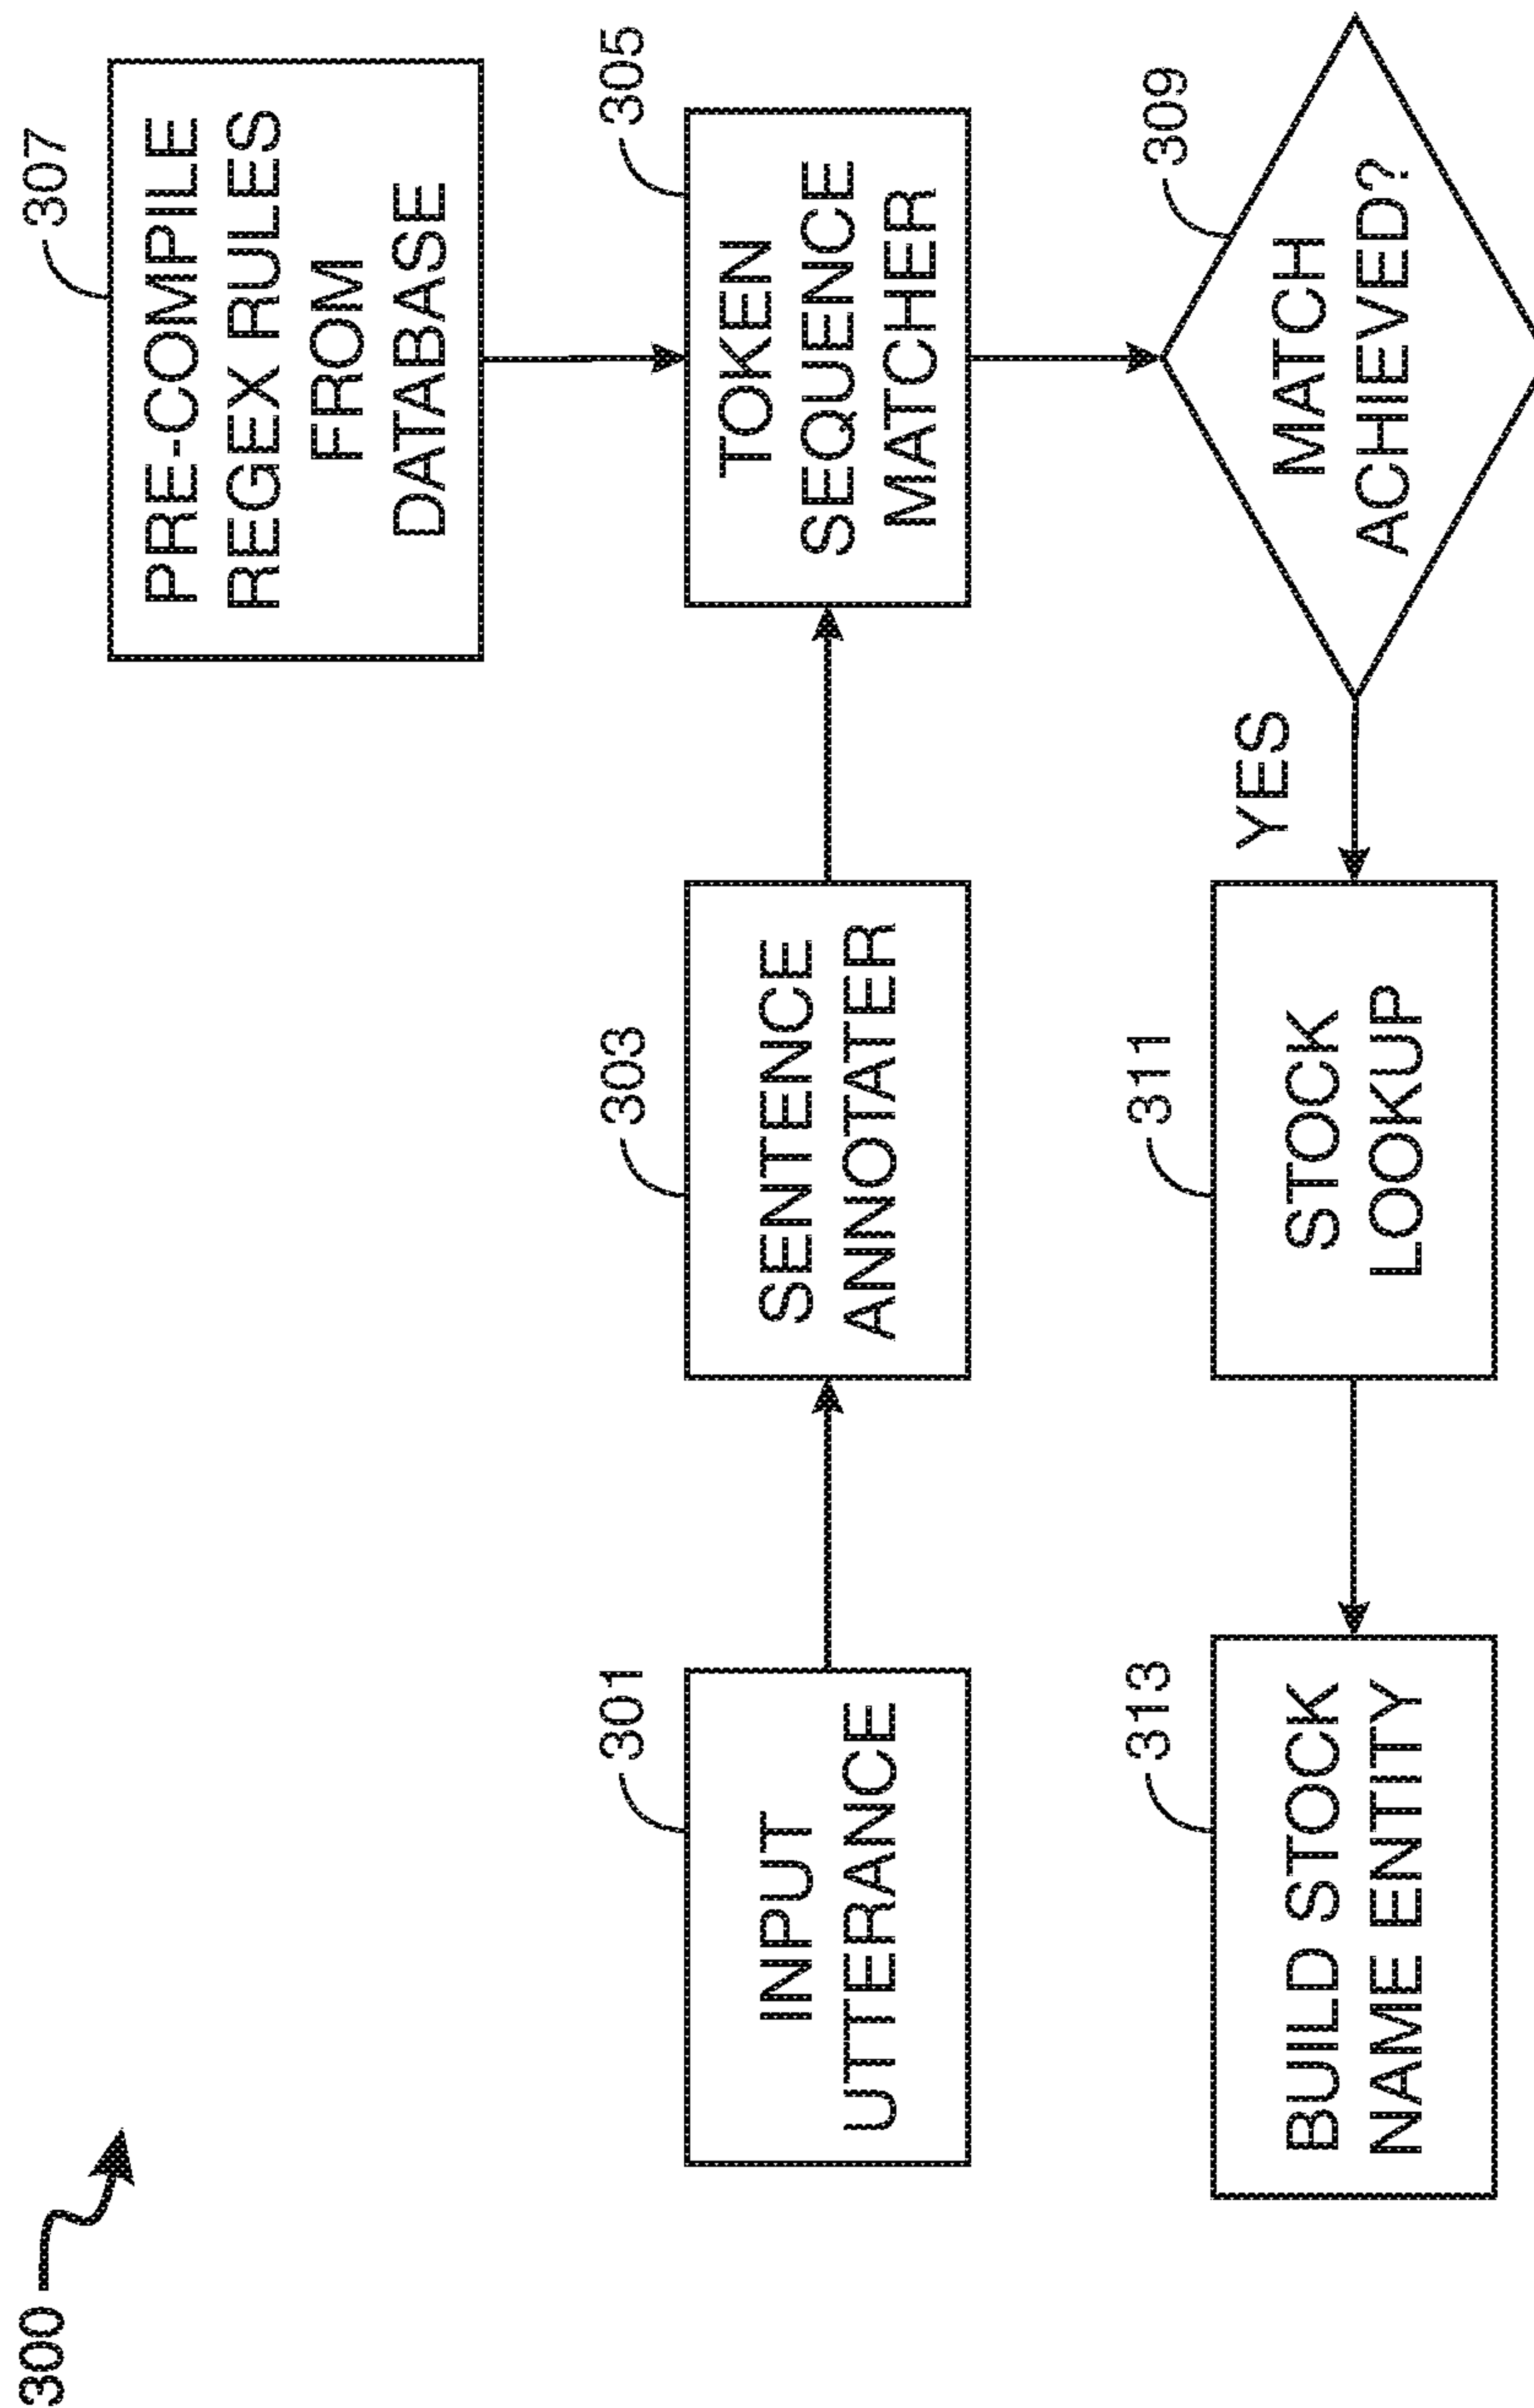 300
307
PRE-COMPILE
REGEX RULES
FROM
DATABASE
301
INPUT
UTTERANCE
303
SENTENCE
ANNOTATER
305
TOKEN
SEQUENCE
MATCHER
313
BUILD STOCK
NAME ENTITY
311
STOCK
LOOKUP
YES
309
MATCH
ACHIEVED?